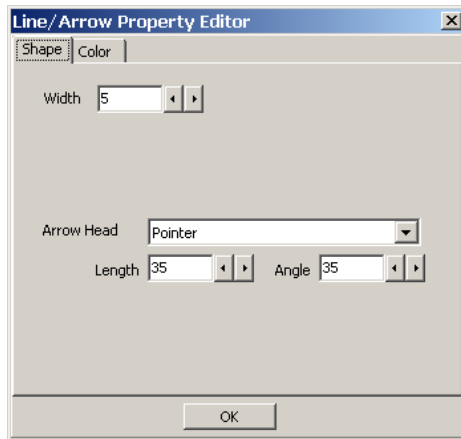 Line/Arrow Property Editor
Shape Color
Width 5
Arrow Head Pointer
Length 35 Angle 35
OK